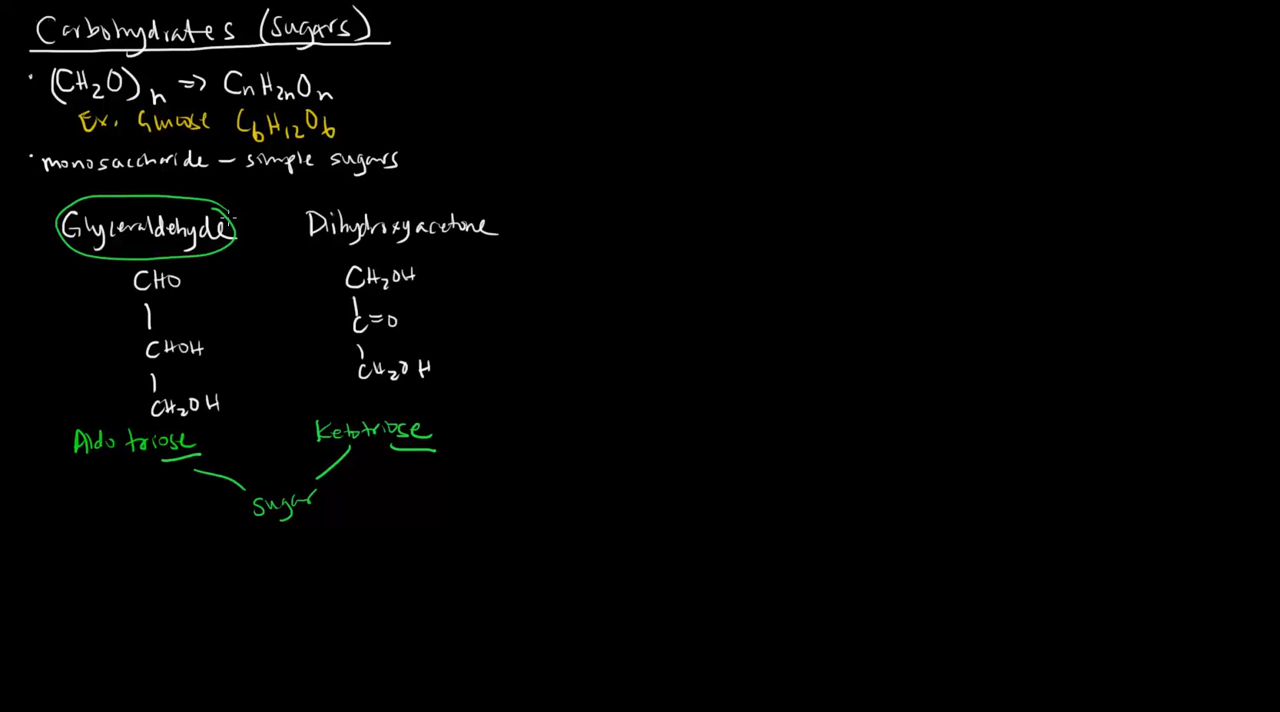 Carbohydrates (Sugars)
· (CH₂O)n => CnH₂nOn
Ex. Glucose C₆H₁₂O₆
· monosaccharide – simple sugars
Glyceraldehyde
Dihydroxyacetone
CHO
CHOH
CH₂OH
CH₂OH
C=O
CH₂OH
Aldotriose
Ketotriose
Sugar